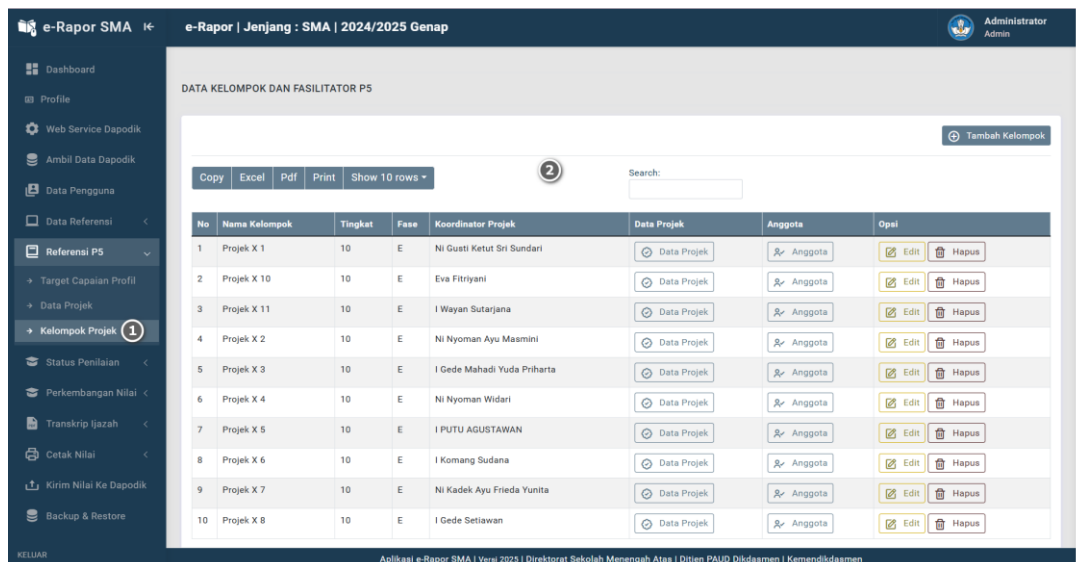 e-Rapor SMA
e-Rapor | Jenjang : SMA | 2024/2025 Genap
Administrator
Admin
Dashboard
Profile
Web Service Dapodik
Ambil Data Dapodik
Data Pengguna
Data Referensi
Referensi P5
Target Capaian Profil
Data Projek
Kelompok Projek 1
Status Penilaian
Perkembangan Nilai
Transkrip Ijazah
Cetak Nilai
Kirim Nilai Ke Dapodik
Backup & Restore
KELUAR
DATA KELOMPOK DAN FASILITATOR P5
Tambah Kelompok
Copy Excel Pdf Print Show 10 rows
2
Search:
No Nama Kelompok Tingkat Fase Koordinator Projek Data Projek Anggota Opsi
1 Projek X 1 10 E Ni Gusti Ketut Sri Sundari Data Projek Anggota Edit Hapus
2 Projek X 10 10 E Eva Fitriyani Data Projek Anggota Edit Hapus
3 Projek X 11 10 E I Wayan Sutarjana Data Projek Anggota Edit Hapus
4 Projek X 2 10 E Ni Nyoman Ayu Masmini Data Projek Anggota Edit Hapus
5 Projek X 3 10 E I Gede Mahadi Yuda Priharta Data Projek Anggota Edit Hapus
6 Projek X 4 10 E Ni Nyoman Widari Data Projek Anggota Edit Hapus
7 Projek X 5 10 E I PUTU AGUSTAWAN Data Projek Anggota Edit Hapus
8 Projek X 6 10 E I Komang Sudana Data Projek Anggota Edit Hapus
9 Projek X 7 10 E Ni Kadek Ayu Frieda Yunita Data Projek Anggota Edit Hapus
10 Projek X 8 10 E I Gede Setiawan Data Projek Anggota Edit Hapus
Aplikasi e-Rapor SMA | Versi 2025 | Direktorat Sekolah Menengah Atas | Ditjen PAUD Dikdasmen | Kemendikdasmen